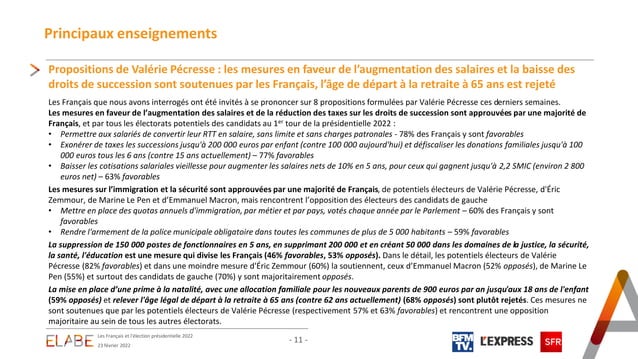 Principaux enseignements
Propositions de Valérie Pécresse : les mesures en faveur de l'augmentation des salaires et la baisse des
droits de succession sont soutenues par les Français, l'âge de départ à la retraite à 65 ans est rejeté
Les Français que nous avons interrogés ont été invités à se prononcer sur 8 propositions formulées par Valérie Pécresse ces dernières semaines.
Les mesures en faveur de l'augmentation des salaires et de la réduction des taxes sur les droits de succession sont approuvées par une majorité de
Français, et par tous les électorats potentiels des candidats au 1er tour de la présidentielle 2022 :
• Permettre aux salariés de convertir leur RTT en salaire, sans limite et sans charges patronales - 78% des Français y sont favorables
• Exonérer de taxes les successions jusqu'à 200 000 euros par enfant (contre 100 000 aujourd'hui) et défiscaliser les donations familiales jusqu'à 100
000 euros tous les 6 ans (contre 15 ans actuellement) – 77% favorables
• Baisser les cotisations salariales vieillesse pour augmenter les salaires nets de 10% en 5 ans, pour ceux qui gagnent jusqu'à 2,2 SMIC (environ 2 800
euros net) – 63% favorables
Les mesures sur l'immigration et la sécurité sont approuvées par une majorité de Français, de potentiels électeurs de Valérie Pécresse, d'Éric
Zemmour, de Marine Le Pen et d'Emmanuel Macron, mais rencontrent l'opposition des électeurs des candidats de gauche
• Mettre en place des quotas annuels d'immigration, par métier et par pays, votés chaque année par le Parlement – 60% des Français y sont
favorables
• Rendre l'armement de la police municipale obligatoire dans toutes les communes de plus de 5 000 habitants – 59% favorables
La suppression de 150 000 postes de fonctionnaires en 5 ans, en supprimant 200 000 et en créant 50 000 dans les domaines de la justice, la sécurité,
la santé, l'éducation est une mesure qui divise les Français (46% favorables, 53% opposés). Dans le détail, les potentiels électeurs de Valérie
Pécresse (82% favorables) et dans une moindre mesure d'Éric Zemmour (60%) la soutiennent, ceux d'Emmanuel Macron (52% opposés), de Marine Le
Pen (55%) et surtout des candidats de gauche (70%) y sont majoritairement opposés.
La mise en place d'une prime à la natalité, avec une allocation familiale pour les nouveaux parents de 900 euros par an jusqu'aux 18 ans de l'enfant
(59% opposés) et relever l'âge légal de départ à la retraite à 65 ans (contre 62 ans actuellement) (68% opposés) sont plutôt rejetés. Ces mesures ne
sont soutenues que par les potentiels électeurs de Valérie Pécresse (respectivement 57% et 63% favorables) et rencontrent une opposition
majoritaire au sein de tous les autres électorats.
ELABE
Les Français et l'élection présidentielle 2022
23 février 2022
- 11 -
BFM
TV.
L'EXPRESS
SFR